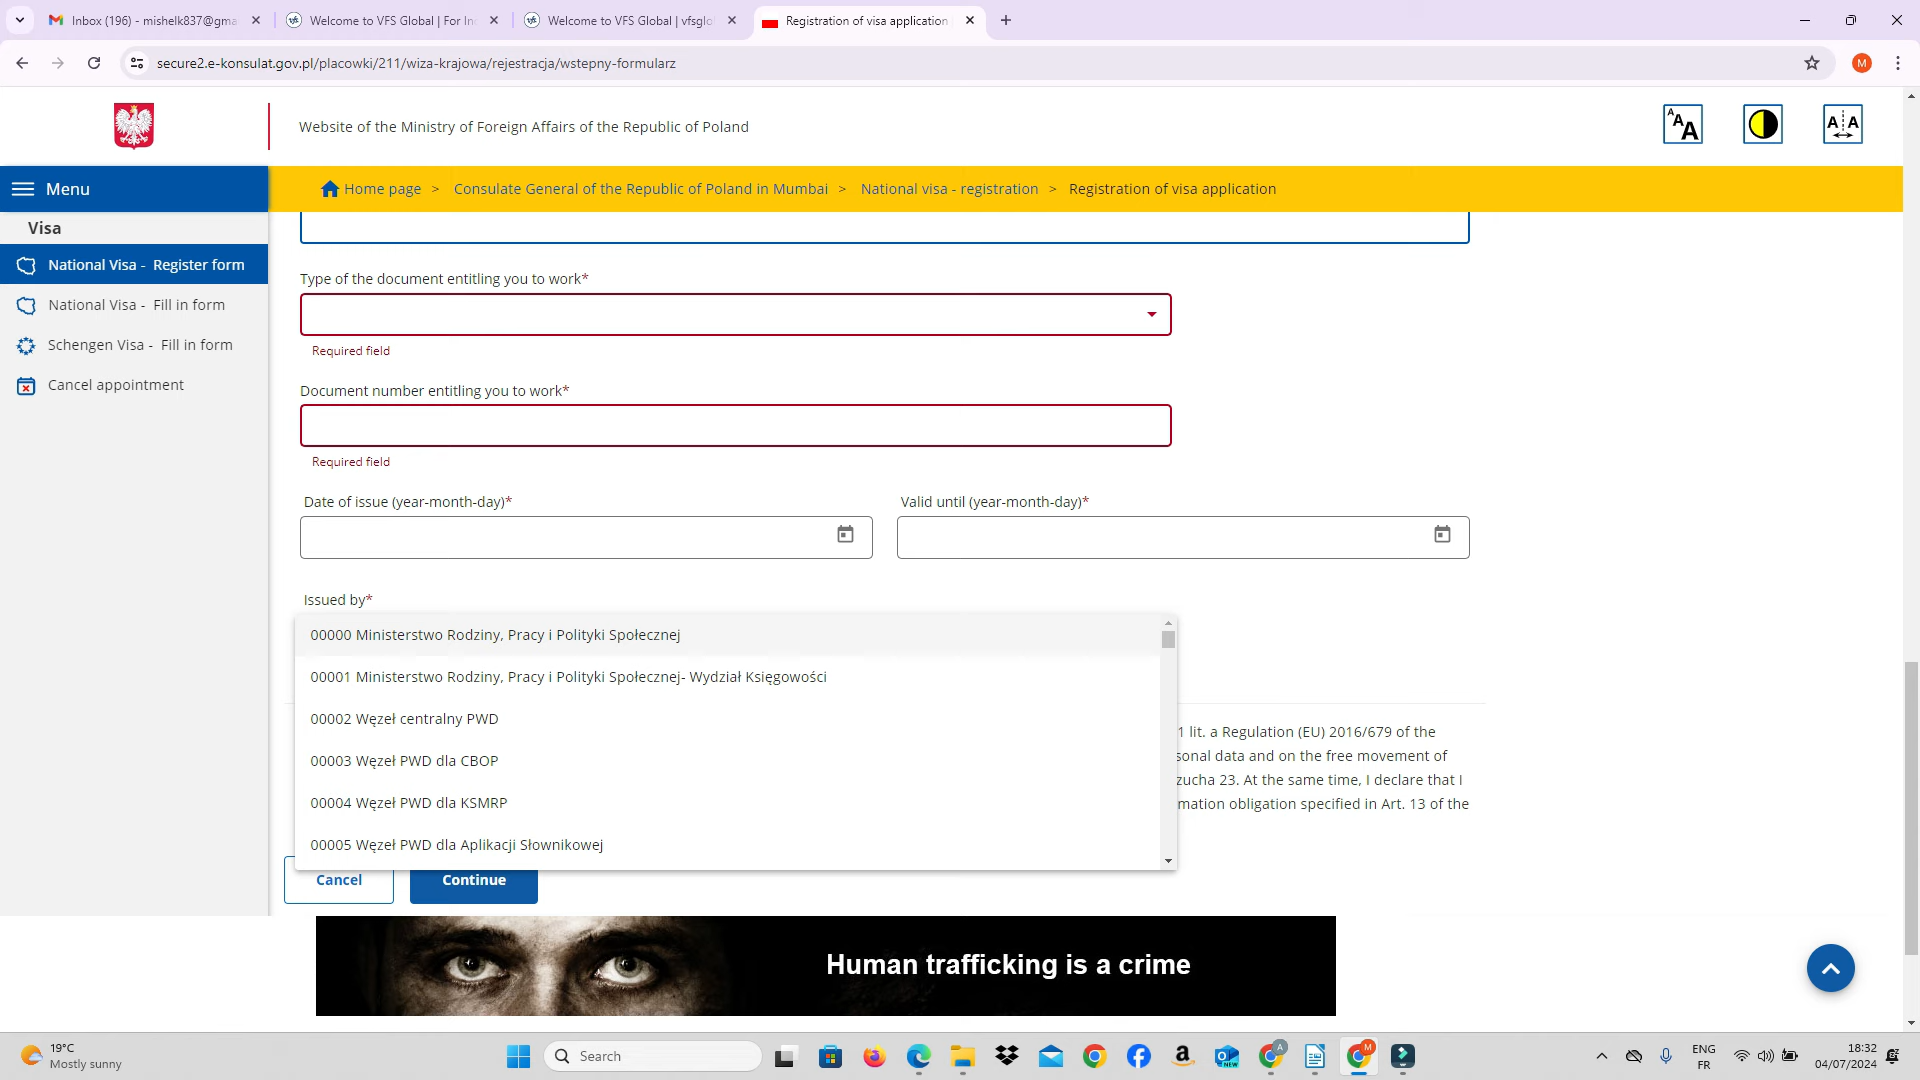 Inbox (196) - mishelk837@gma
Welcome to VFS Global | For In
Welcome to VFS Global | vfsglo
Registration of visa application
secure2.e-konsulat.gov.pl/placowki/211/wiza-krajowa/rejestracja/wstepny-formularz
M
Website of the Ministry of Foreign Affairs of the Republic of Poland
AAA
A A
Menu
Home page > Consulate General of the Republic of Poland in Mumbai > National visa - registration > Registration of visa application
Visa
National Visa - Register form
National Visa - Fill in form
Schengen Visa - Fill in form
Cancel appointment
Type of the document entitling you to work*
Required field
Document number entitling you to work*
Required field
Date of issue (year-month-day)*
Valid until (year-month-day)*
Issued by*
00000 Ministerstwo Rodziny, Pracy i Polityki Społecznej
00001 Ministerstwo Rodziny, Pracy i Polityki Społecznej- Wydział Księgowości
00002 Węzeł centralny PWD
00003 Węzeł PWD dla CBOP
00004 Węzeł PWD dla KSMRP
00005 Węzeł PWD dla Aplikacji Słownikowej
1 lit. a Regulation (EU) 2016/679 of the
sonal data and on the free movement of
zucha 23. At the same time, I declare that I
mation obligation specified in Art. 13 of the
Cancel
Continue
Human trafficking is a crime
19°C
Mostly sunny
Search
NEW
A
M
ENG
FR
18:32
04/07/2024